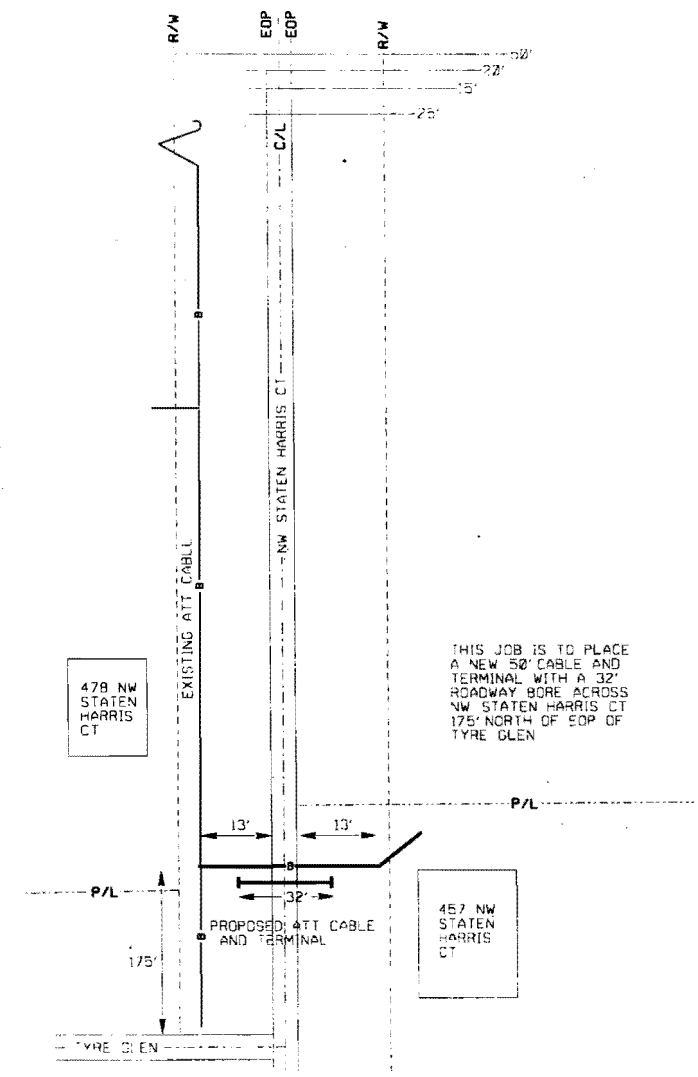 R/W
EOP
EOP
R/W
50'
20'
15'
25'
C/L
B
NW STATEN HARRIS CT
EXISTING ATT CABLE
B
THIS JOB IS TO PLACE
A NEW 50' CABLE AND
TERMINAL WITH A 32'
ROADWAY BORE ACROSS
NW STATEN HARRIS CT
175' NORTH OF EOP OF
TYRE GLEN
478 NW
STATEN
HARRIS
CT
P/L
13'
13'
B
P/L
32'
457 NW
STATEN
HARRIS
CT
PROPOSED ATT CABLE
AND TERMINAL
B
175'
TYRE GLEN